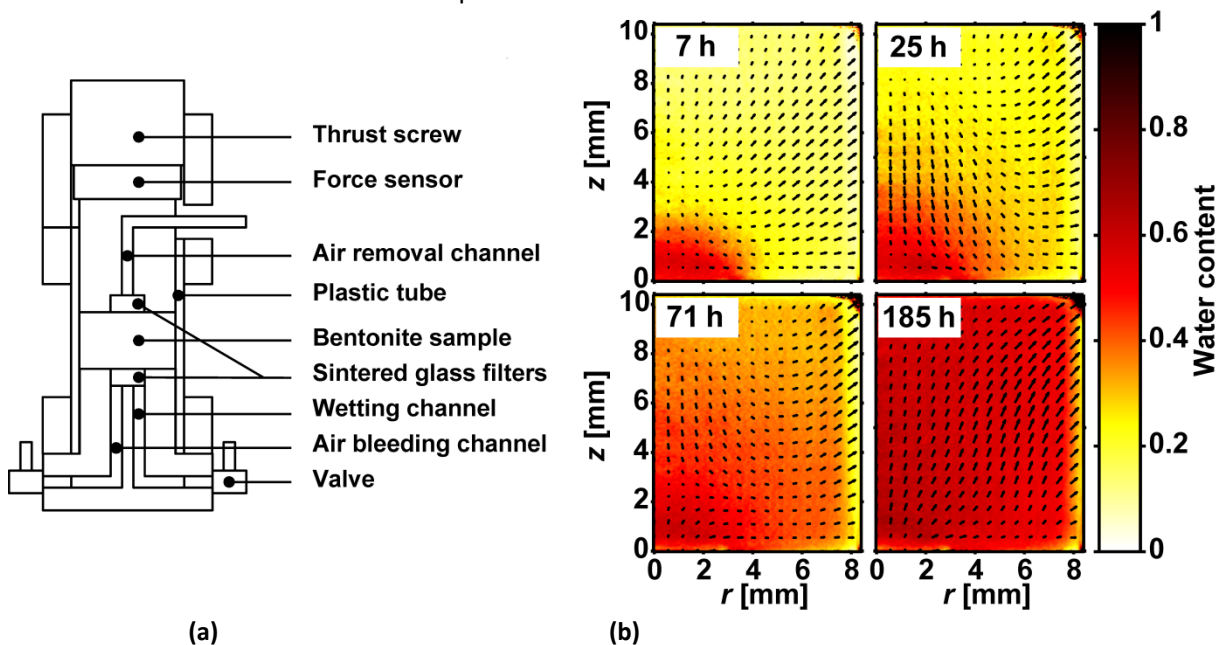 Thrust screw
Force sensor
Air removal channel
Plastic tube
Bentonite sample
Sintered glass filters
Wetting channel
Air bleeding channel
Valve
(a)
7 h
25 h
71 h
185 h
z [mm]
10
8
6
4
2
0
z [mm]
10
8
6
4
2
0
0 2 4 6 8
0 2 4 6 8
r [mm]
r [mm]
1
0.8
0.6
0.4
0.2
0
Water content
(b)